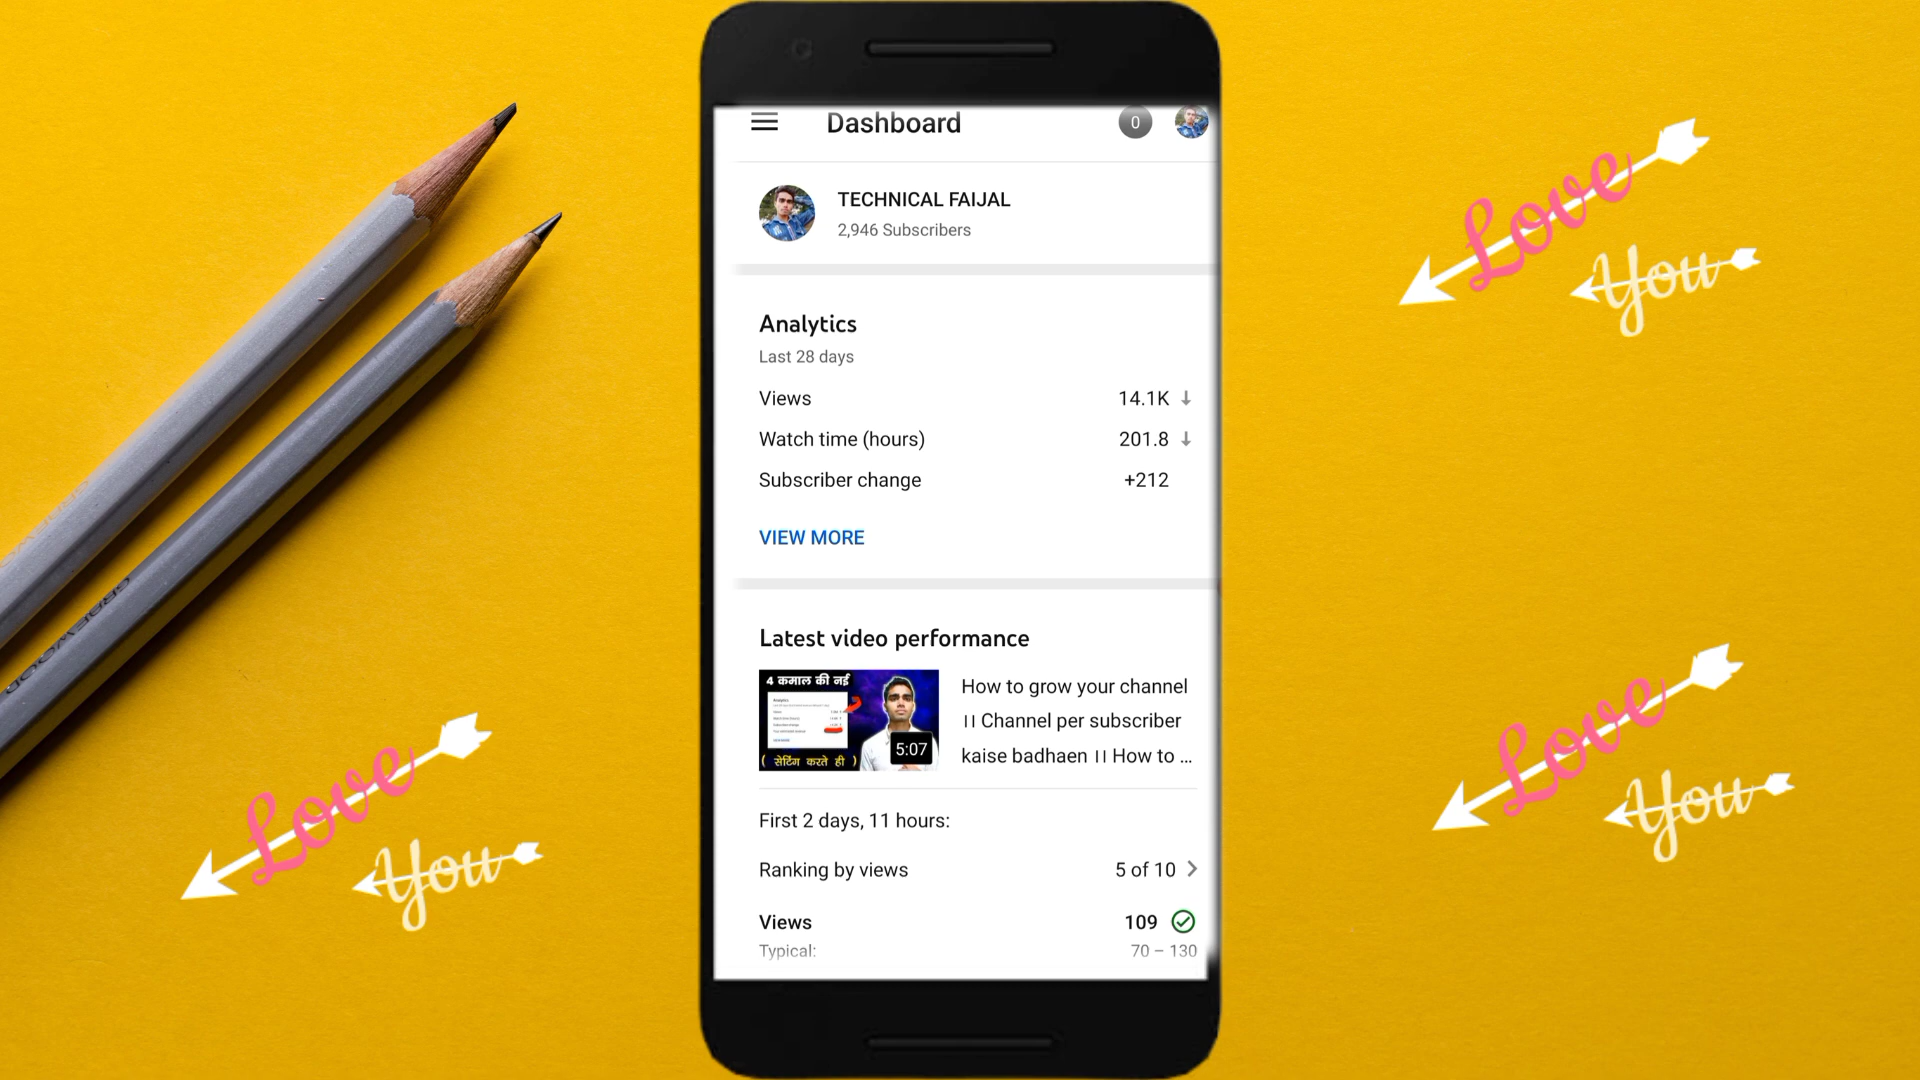 Dashboard
0
TECHNICAL FAIJAL
2,946 Subscribers
Analytics
Last 28 days
Views 14.1K
Watch time (hours) 201.8
Subscriber change +212
VIEW MORE
Latest video performance
4 कमाल की नई
Analytics
( सेटिंग करते ही )
5:07
How to grow your channel
।। Channel per subscriber
kaise badhaen ।। How to ...
First 2 days, 11 hours:
Ranking by views 5 of 10
Views 109
Typical: 70 – 130
Love
You
Love
You
Love
You